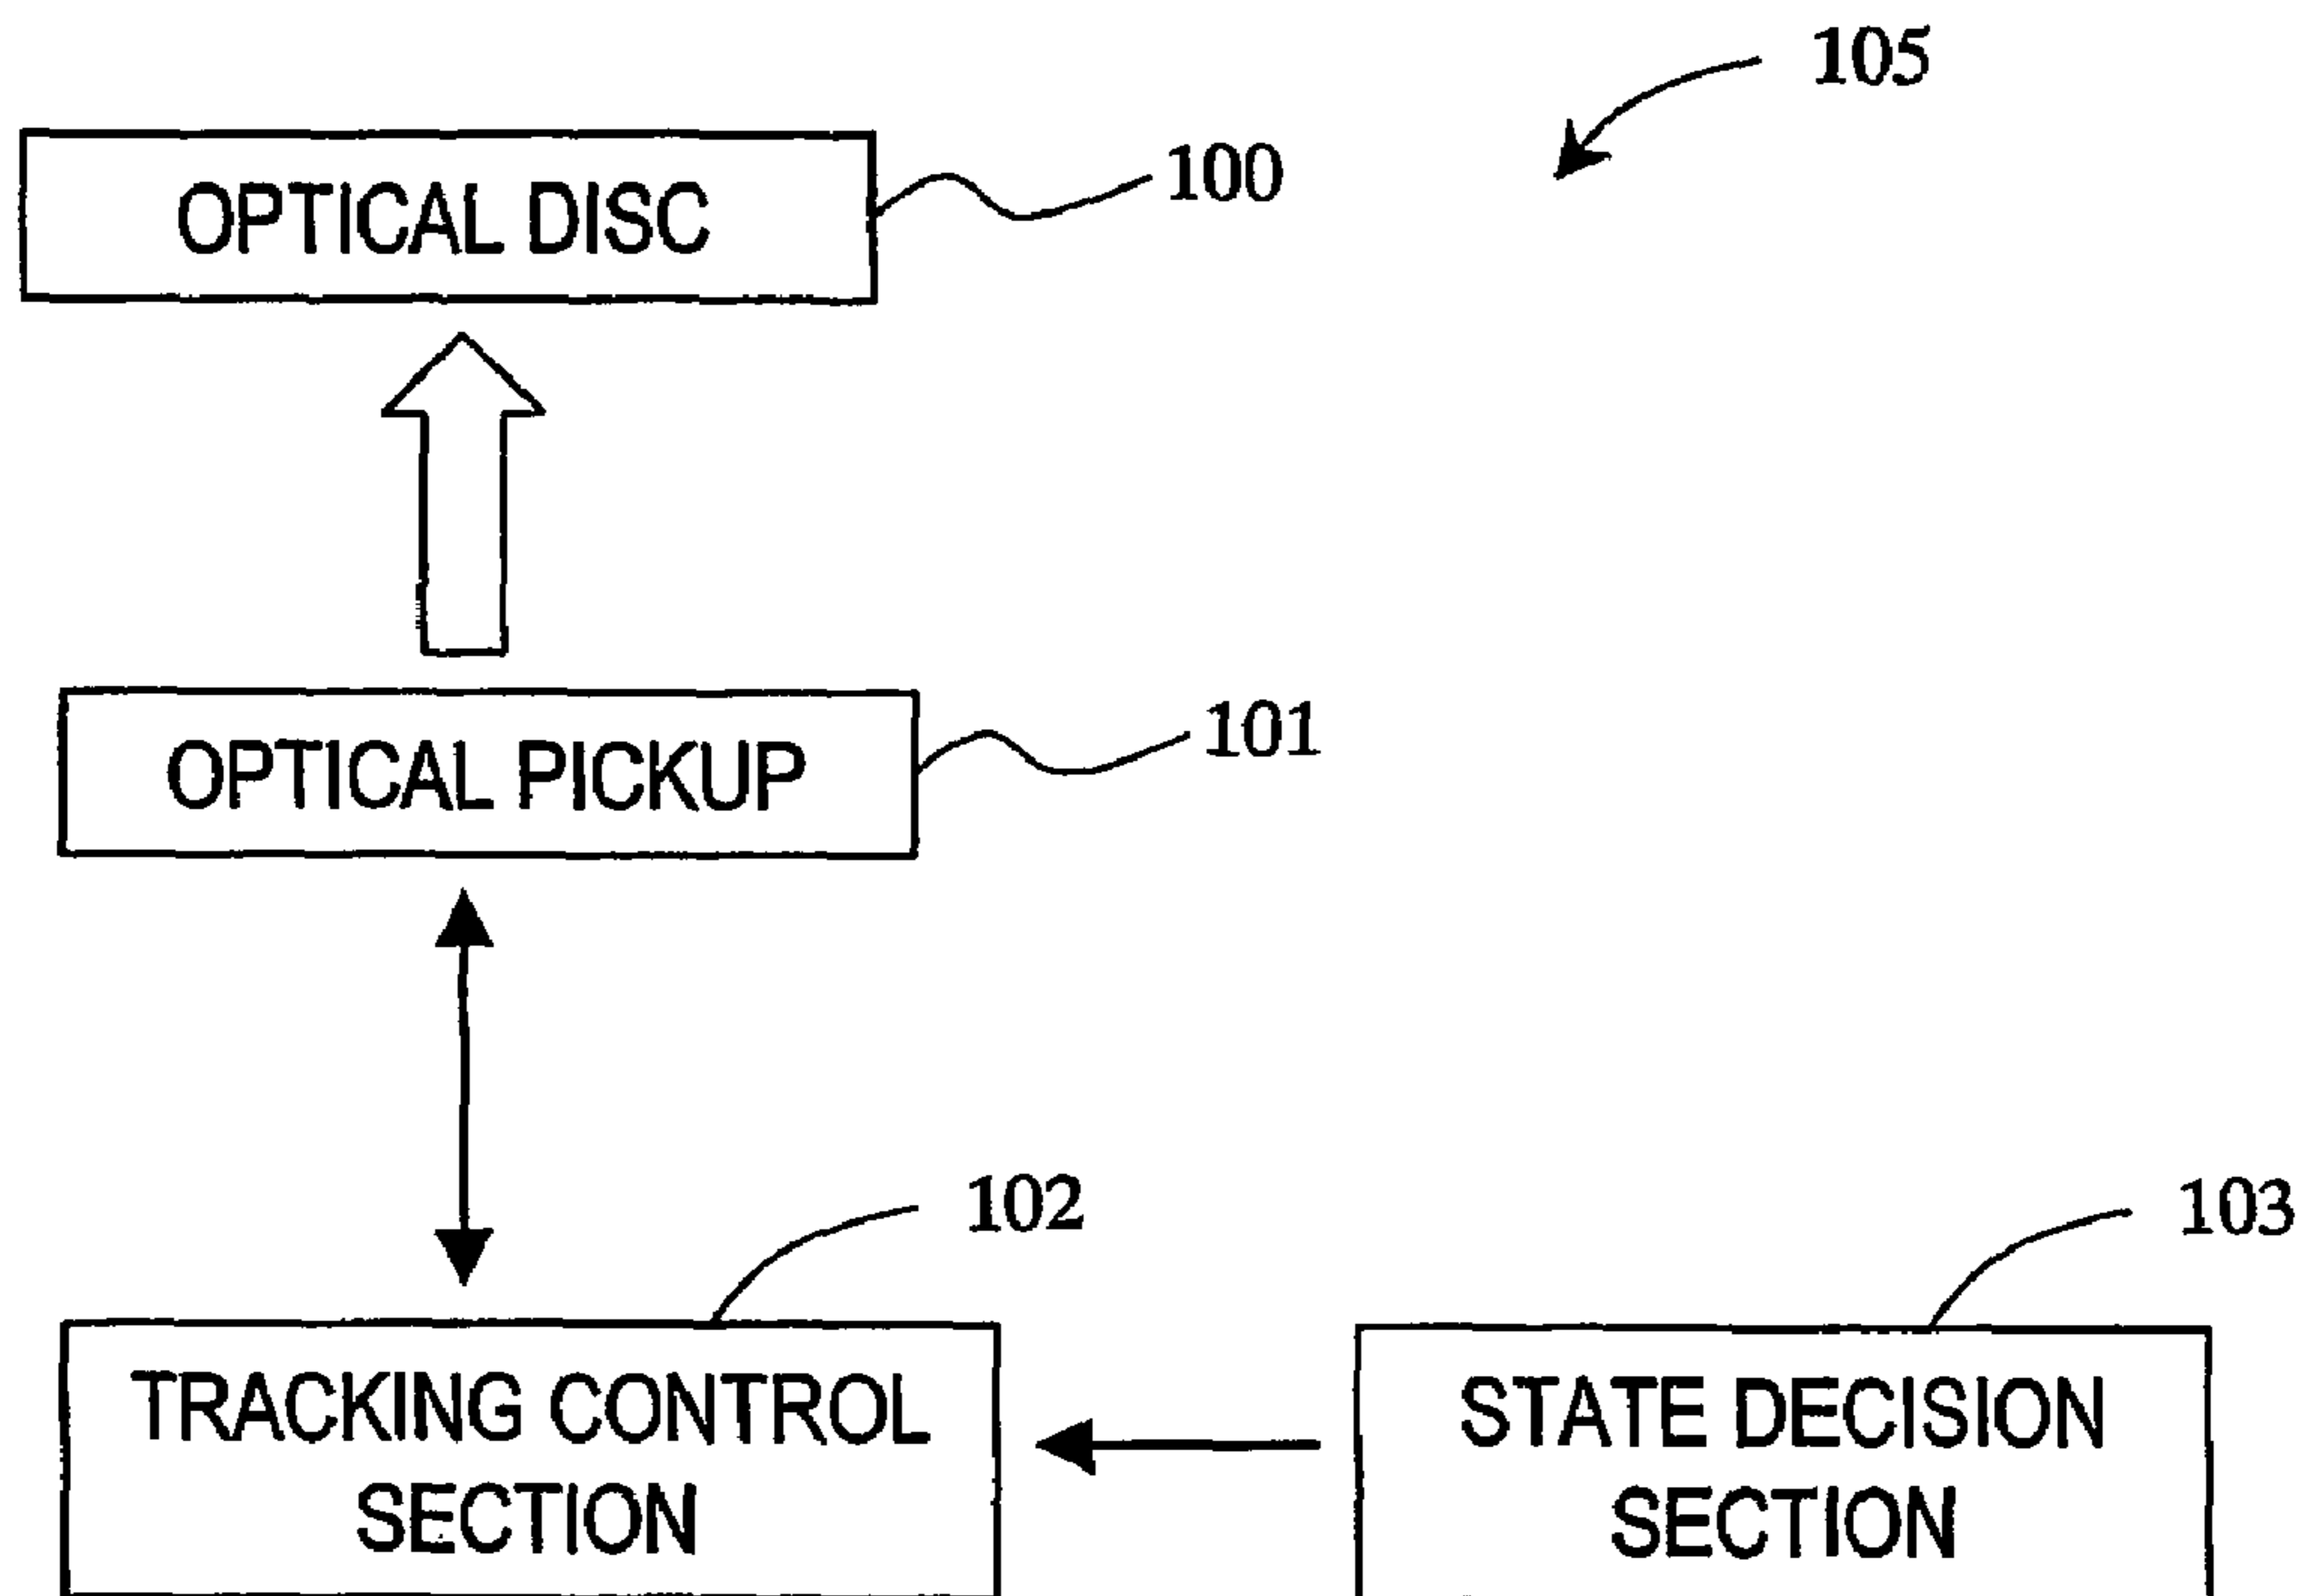 105
OPTICAL DISC
100
OPTICAL PICKUP
101
102
103
TRACKING CONTROL
SECTION
STATE DECISION
SECTION